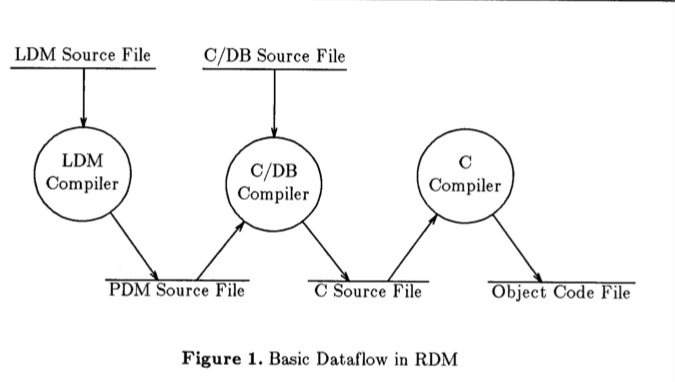 LDM Source File
C/DB Source File
LDM
Compiler
C/DB
Compiler
C
Compiler
PDM Source File
C Source File
Object Code File
Figure 1. Basic Dataflow in RDM